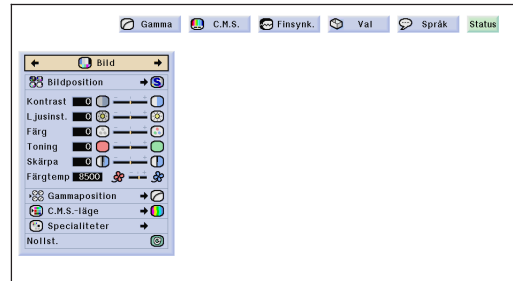 Gamma C.M.S. Finsynk. Val Språk Status
Bild
Bildposition S
Kontrast 0
Ljusinst. 0
Färg 0
Toning 0
Skärpa 0
Färgtemp 8500
Gammaposition
C.M.S.-läge
Specialiteter
Nollst.